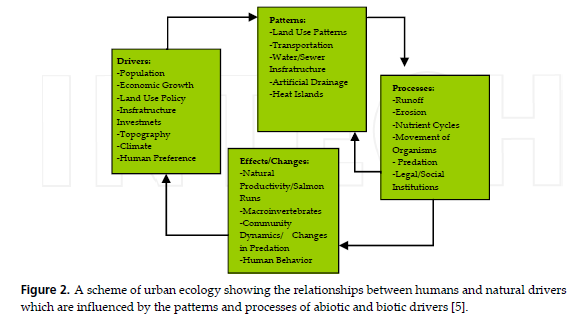 Patterns:
-Land Use Patterns
-Transportation
-Water/Sewer
Insfratructure
-Artificial Drainage
-Heat Islands
Drivers:
-Population
-Economic Growth
-Land Use Policy
-Insfratructure
Investmets
-Topography
-Climate
-Human Preference
Processes:
-Runoff
-Erosion
-Nutrient Cycles
-Movement of
Organisms
- Predation
-Legal/Social
Institutions
Effects/Changes:
-Natural
Productivity/Salmon
Runs
-Macroinvertebrates
-Community
Dynamics/ Changes
in Predation
-Human Behavior
Figure 2. A scheme of urban ecology showing the relationships between humans and natural drivers
which are influenced by the patterns and processes of abiotic and biotic drivers [5].